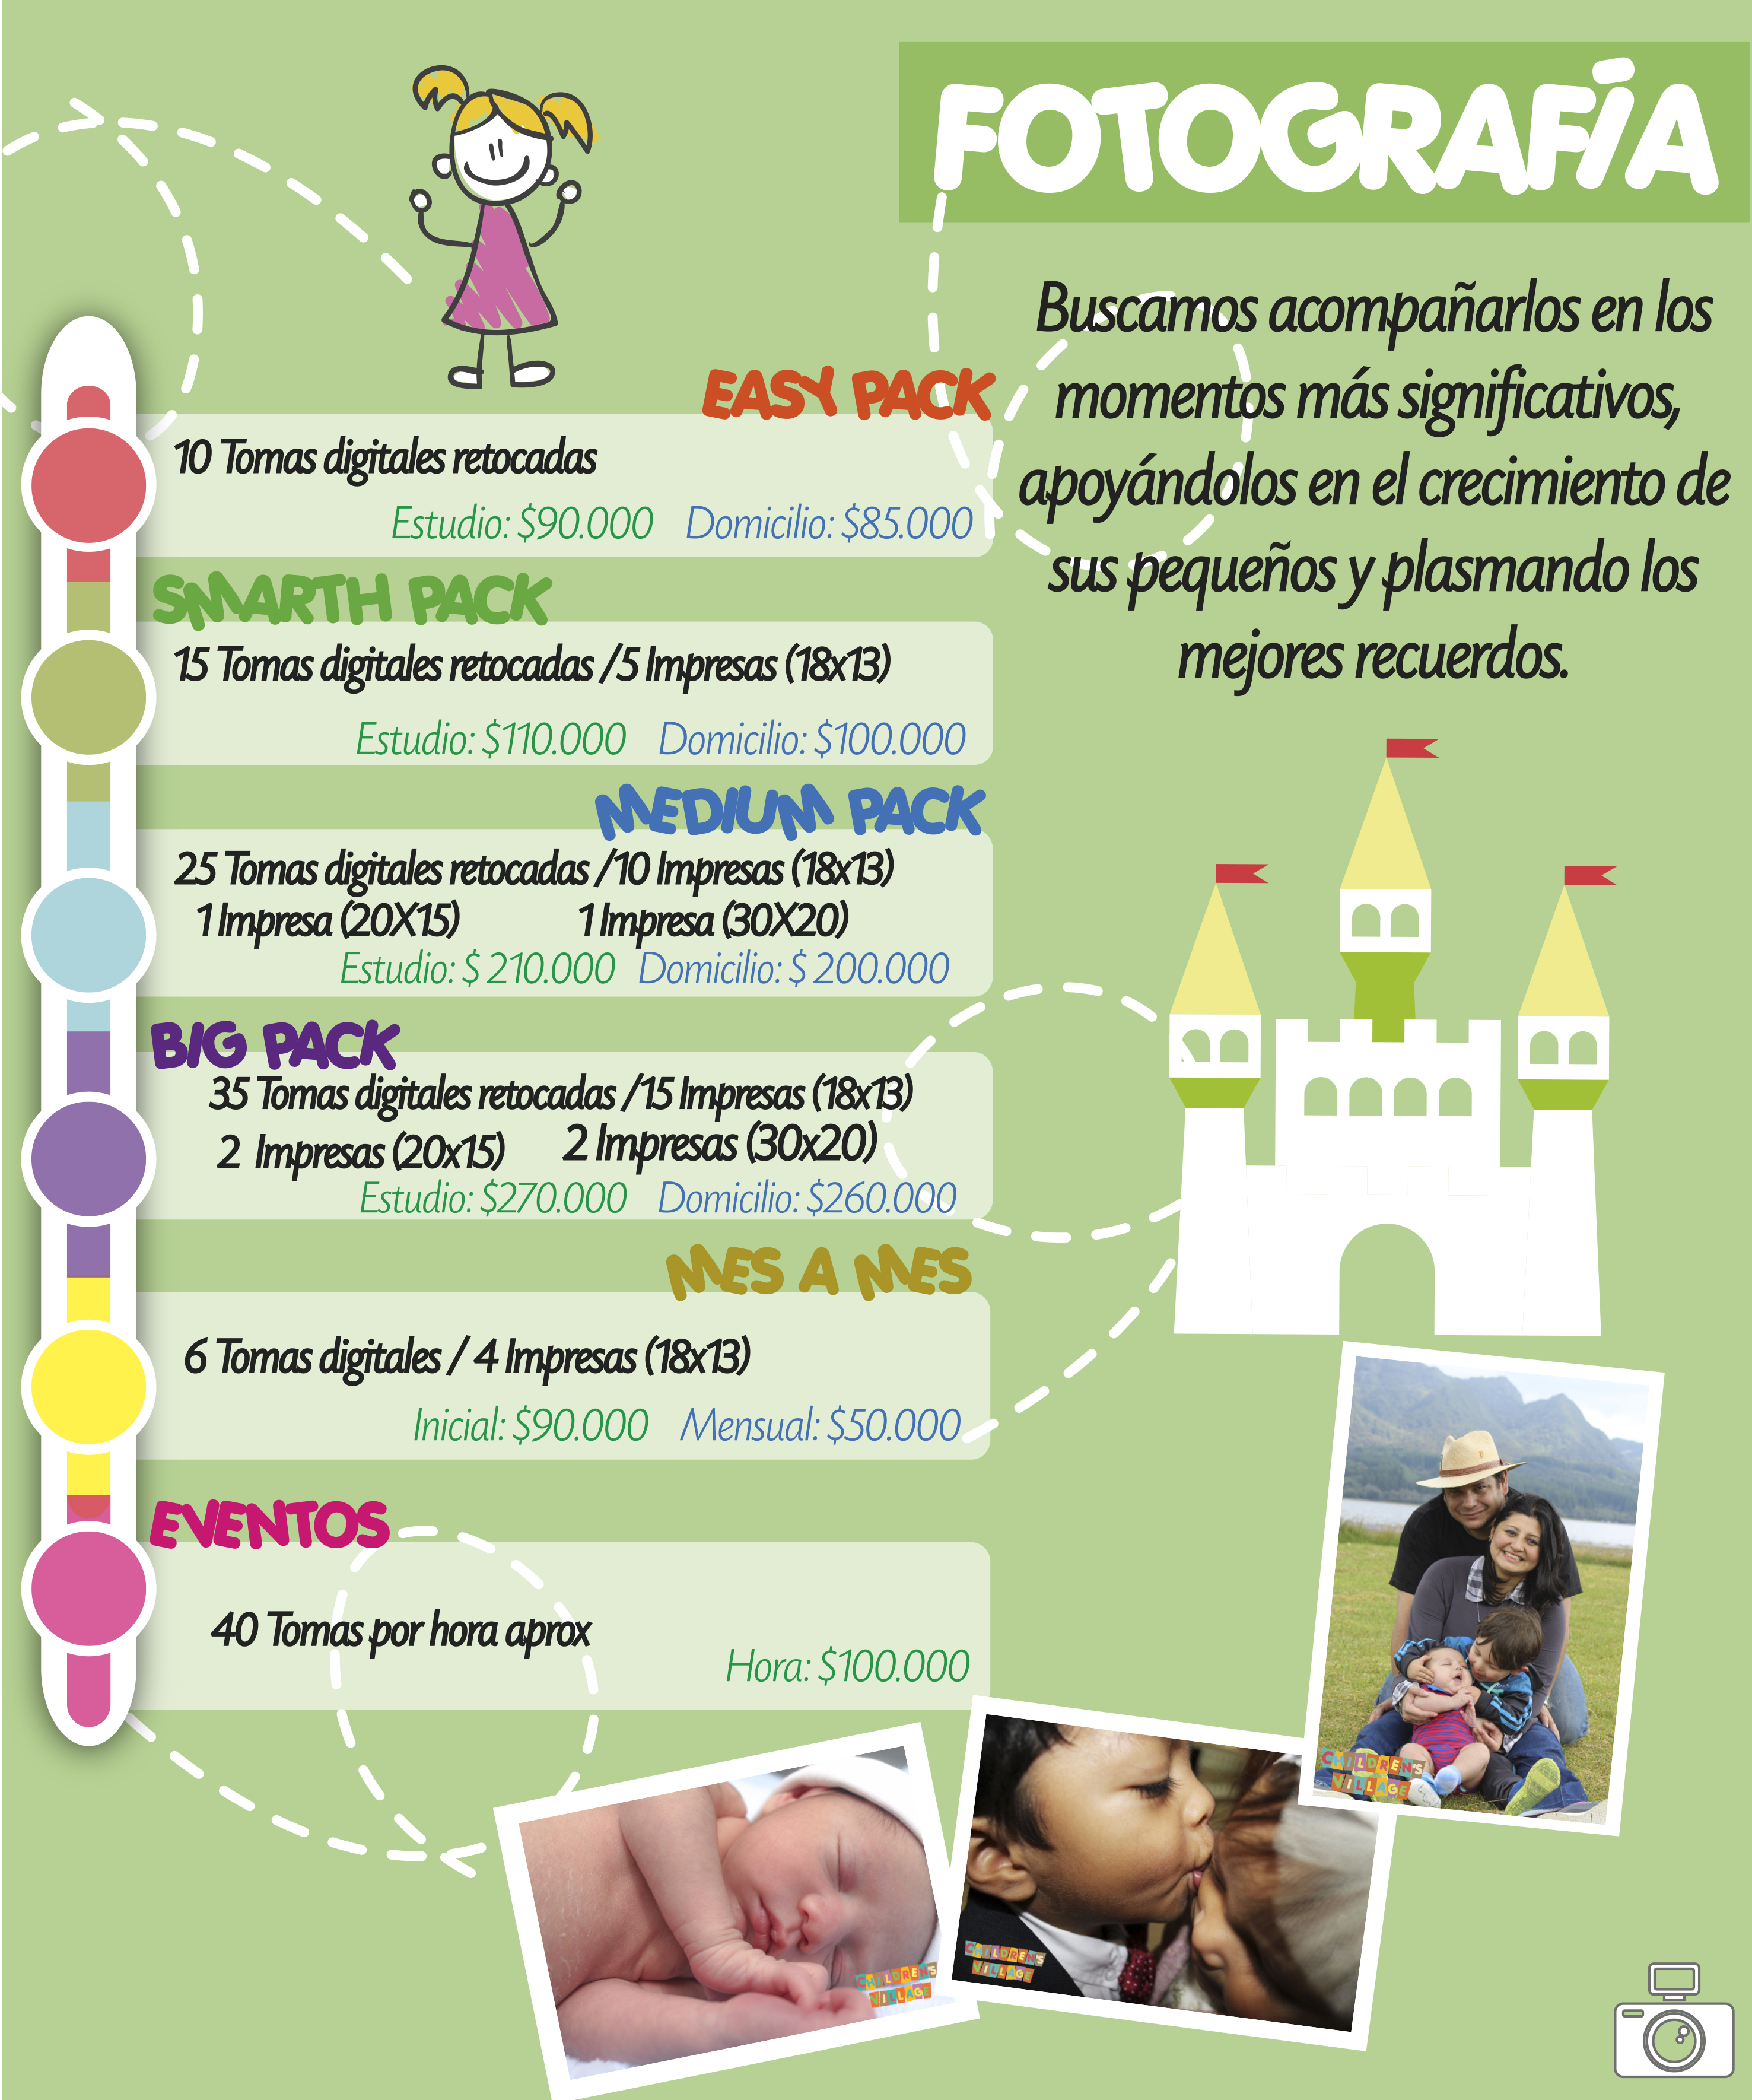 FOTOGRAFÍA
Buscamos acompañarlos en los
momentos más significativos,
apoyándolos en el crecimiento de
sus pequeños y plasmando los
mejores recuerdos.
EASY PACK
10 Tomas digitales retocadas
Estudio: $90.000 Domicilio: $85.000
SMARTH PACK
15 Tomas digitales retocadas /5 Impresas (18x13)
Estudio: $110.000 Domicilio: $100.000
MEDIUM PACK
25 Tomas digitales retocadas /10 Impresas (18x13)
1 Impresa (20X15) 1 Impresa (30X20)
Estudio: $ 210.000 Domicilio: $ 200.000
BIG PACK
35 Tomas digitales retocadas /15 Impresas (18x13)
2 Impresas (20x15) 2 Impresas (30x20)
Estudio: $270.000 Domicilio: $260.000
MES A MES
6 Tomas digitales / 4 Impresas (18x13)
Inicial: $90.000 Mensual: $50.000
EVENTOS
40 Tomas por hora aprox
Hora: $100.000
CHILDREN'S
VILLAGE
CHILDREN'S
VILLAGE
CHILDREN'S
VILLAGE